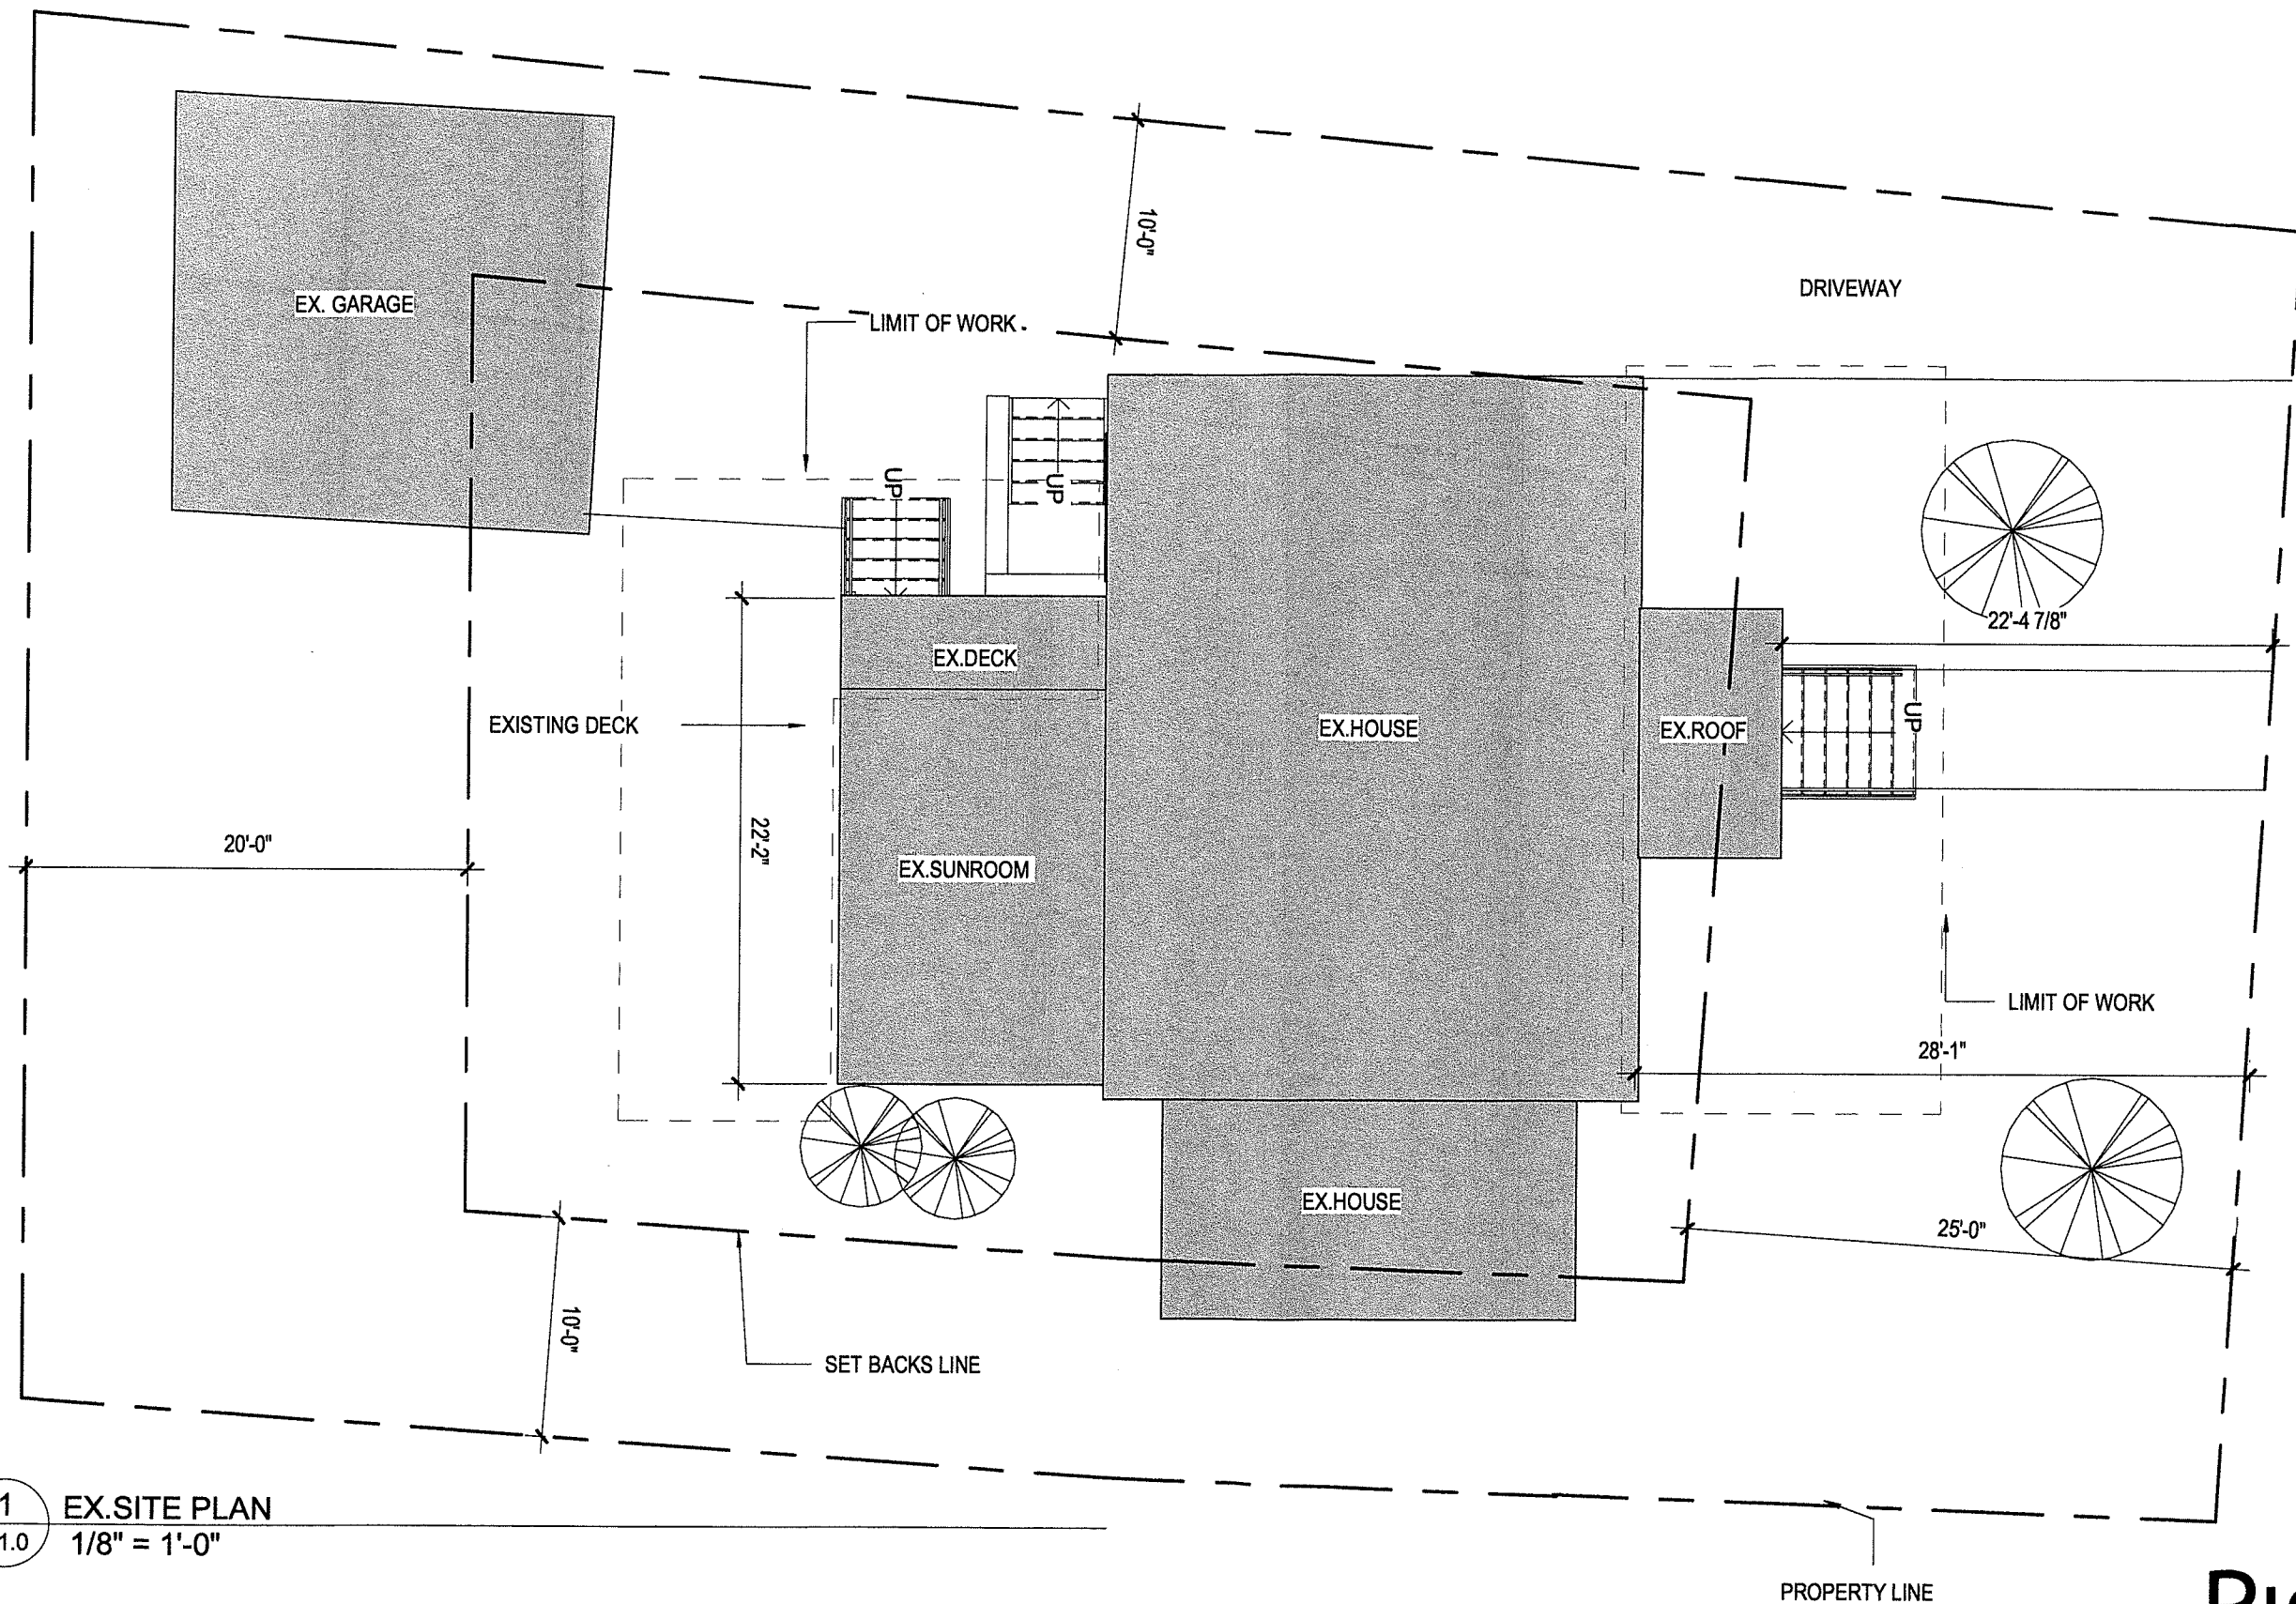 10'-0"
DRIVEWAY
EX. GARAGE
LIMIT OF WORK
UP
UP
22'-4 7/8"
EX.DECK
EXISTING DECK
EX.HOUSE
EX.ROOF
UP
20'-0"
22'-2"
EX.SUNROOM
LIMIT OF WORK
28'-1"
EX.HOUSE
25'-0"
10'-0"
SET BACKS LINE
1
1.0
EX.SITE PLAN
1/8" = 1'-0"
PROPERTY LINE